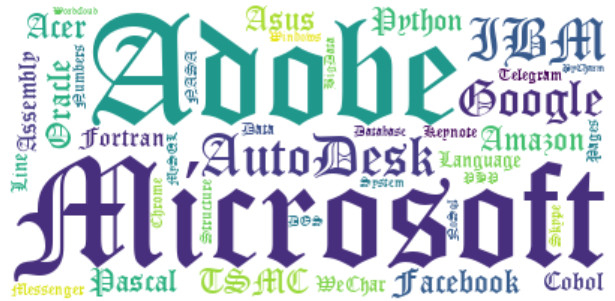 WordCloud
Acer
Adobe
Asus
Windows
Python
IBM
PyCharm
Assembly
Oracle
Numbers
NASA
BigData
Telegram
Google
Fortran
MySQL
Data
Database
Keynote
Amazon
Pages
AutoDesk
Language
PHP
System
Line
Microsoft
Chrome
Structure
DOS
NoSql
Skype
Messenger
Pascal
TSMC
WeChar
Facebook
Cobol